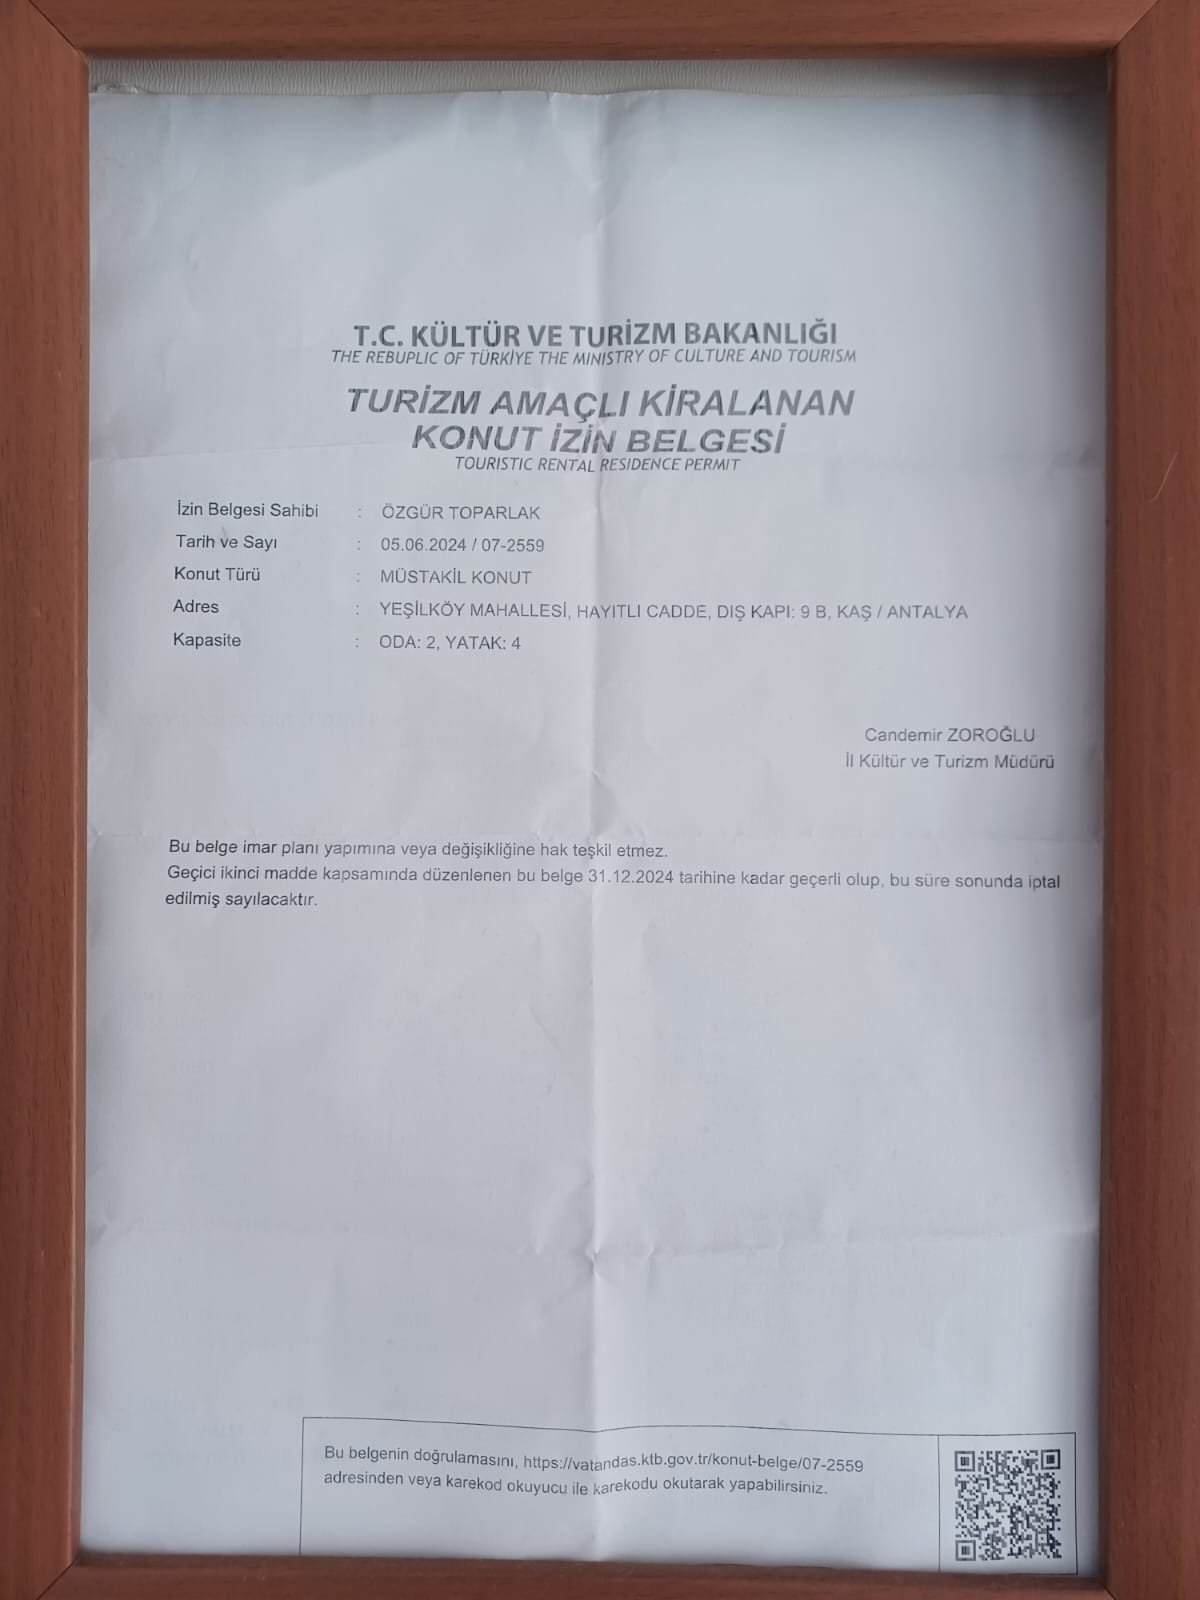 T.C. KÜLTÜR VE TURİZM BAKANLIĞI
THE REBUPLIC OF TÜRKİYE THE MINISTRY OF CULTURE AND TOURISM
TURİZM AMAÇLI KİRALANAN
KONUT İZİN BELGESİ
TOURISTIC RENTAL RESIDENCE PERMIT
İzin Belgesi Sahibi : ÖZGÜR TOPARLAK
Tarih ve Sayı : 05.06.2024 / 07-2559
Konut Türü : MÜSTAKİL KONUT
Adres : YEŞİLKÖY MAHALLESİ, HAYITLI CADDE, DIŞ KAPI: 9 B, KAŞ / ANTALYA
Kapasite : ODA: 2, YATAK: 4
Candemir ZOROĞLU
İl Kültür ve Turizm Müdürü
Bu belge imar planı yapımına veya değişikliğine hak teşkil etmez.
Geçici ikinci madde kapsamında düzenlenen bu belge 31.12.2024 tarihine kadar geçerli olup, bu süre sonunda iptal
edilmiş sayılacaktır.
Bu belgenin doğrulamasını, https://vatandas.ktb.gov.tr/konut-belge/07-2559
adresinden veya karekod okuyucu ile karekodu okutarak yapabilirsiniz.